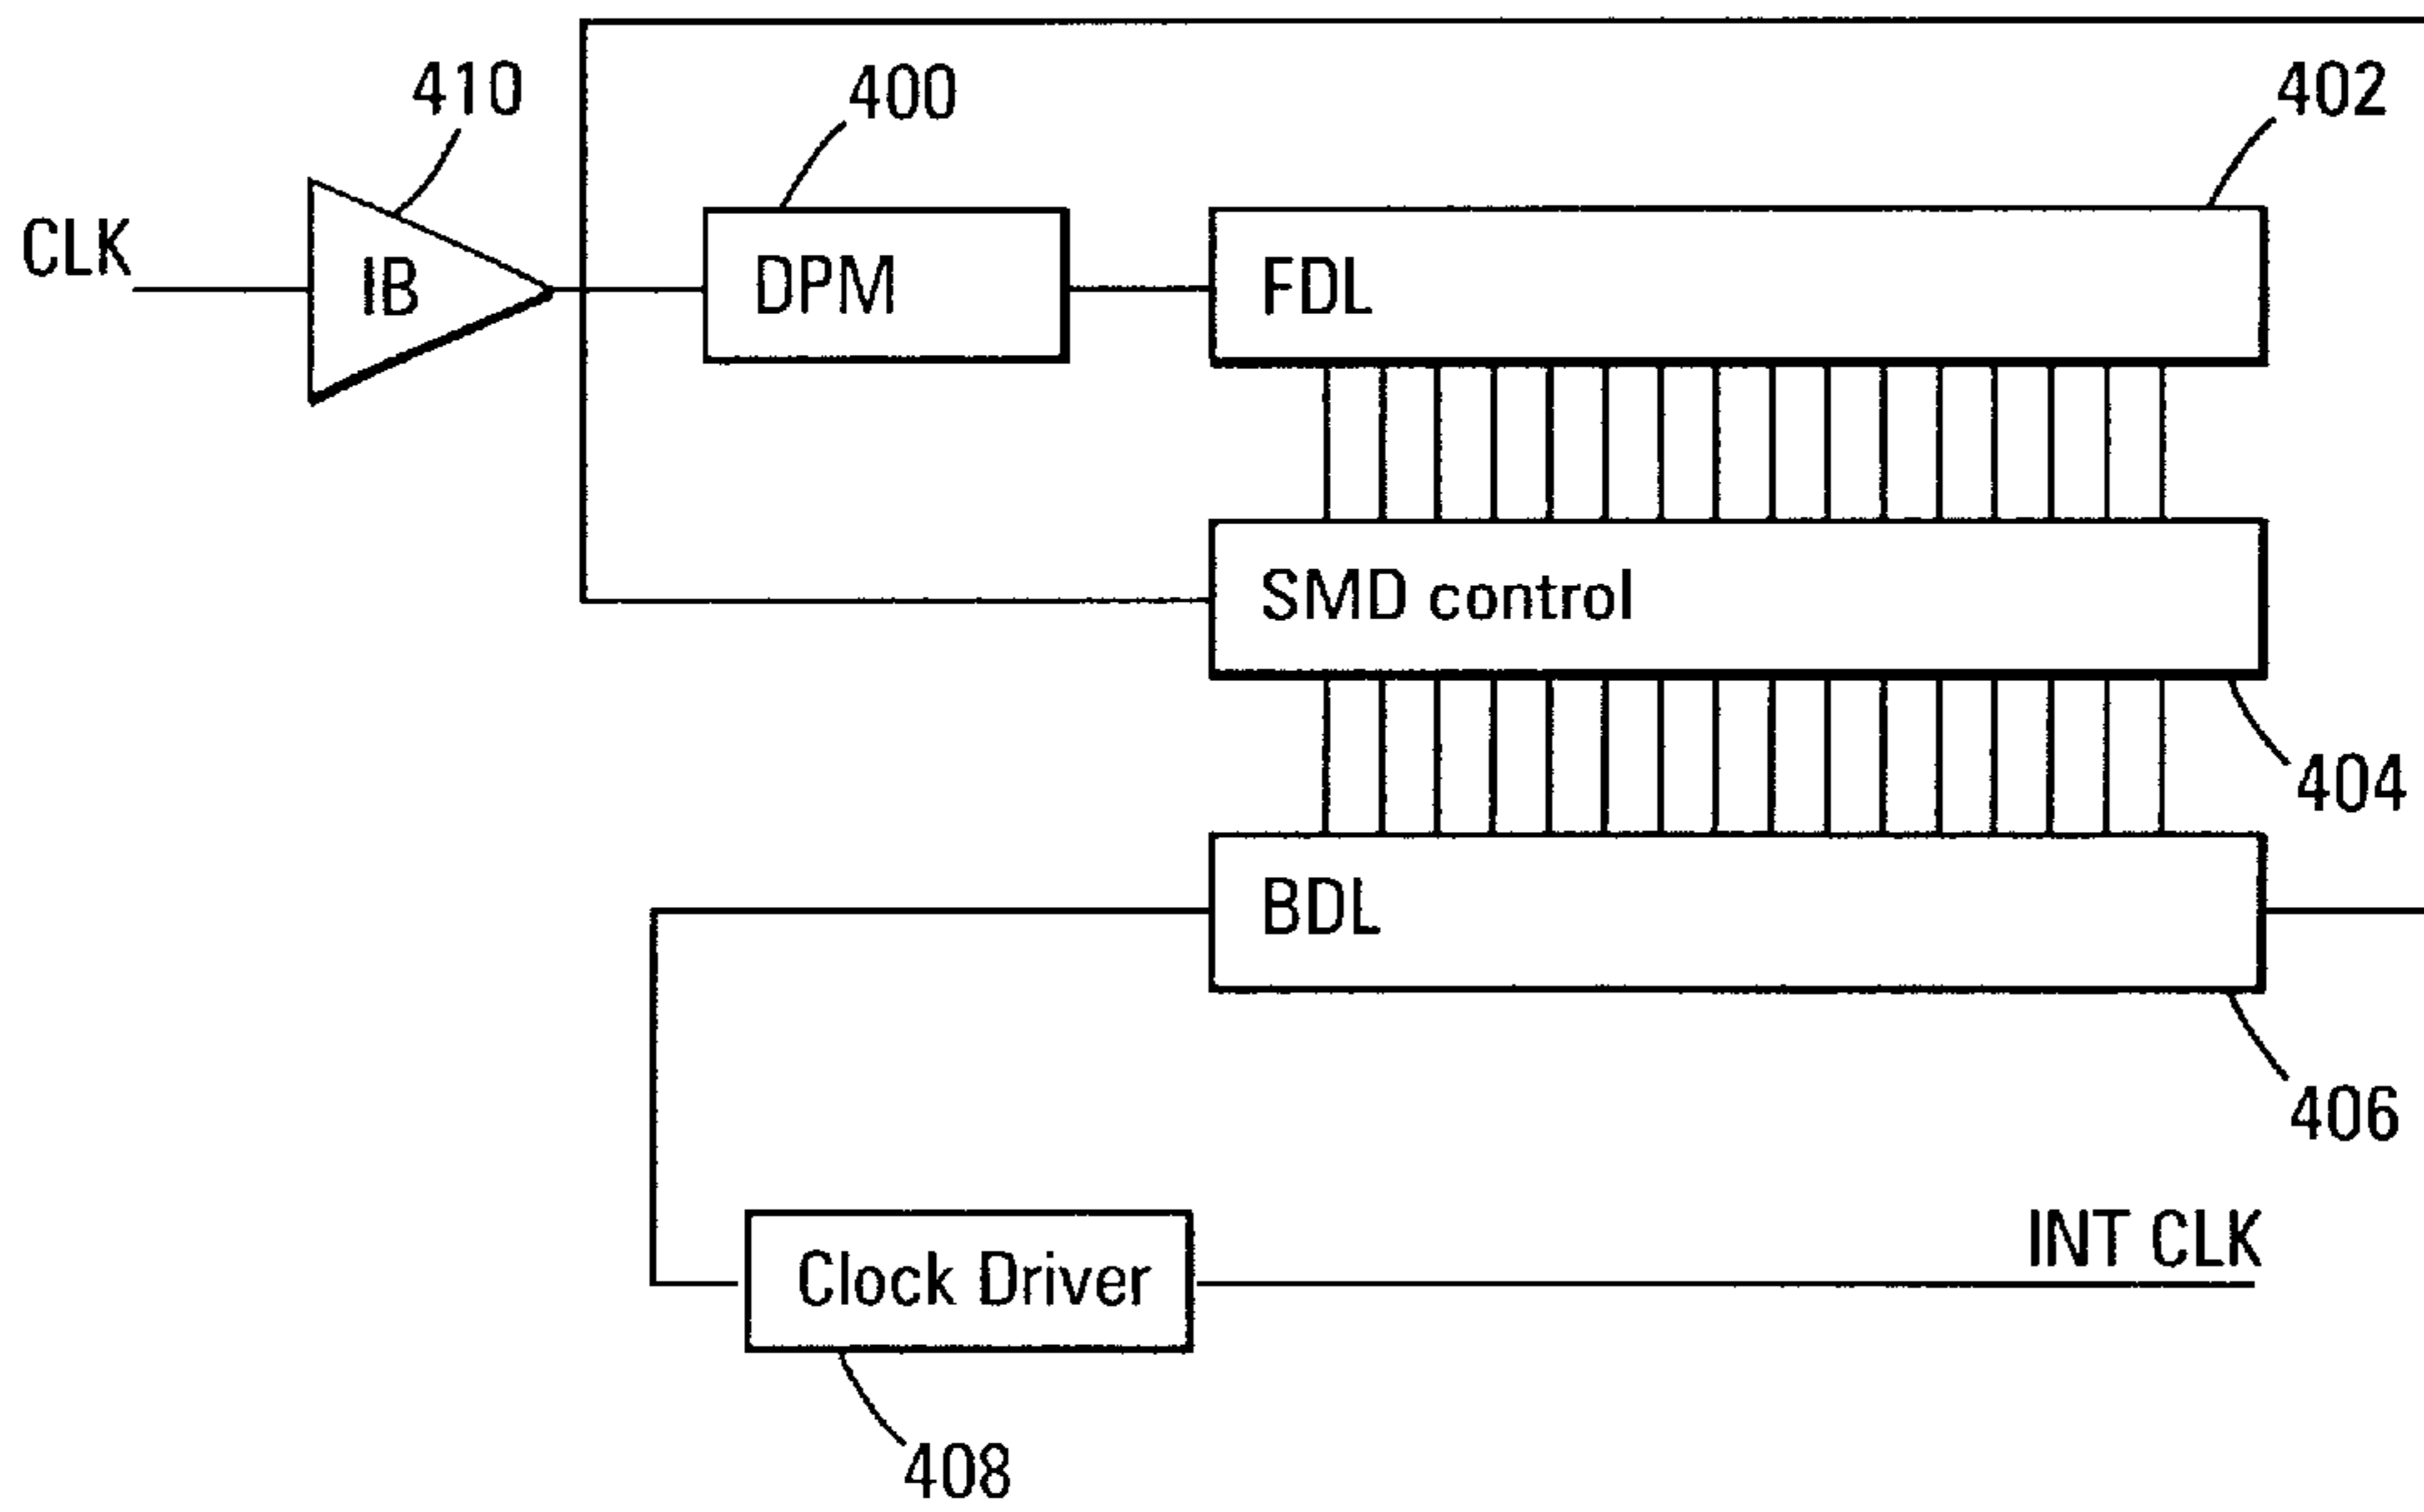 410
400
402
CLK
IB
DPM
FDL
SMD control
404
BDL
406
INT CLK
Clock Driver
408